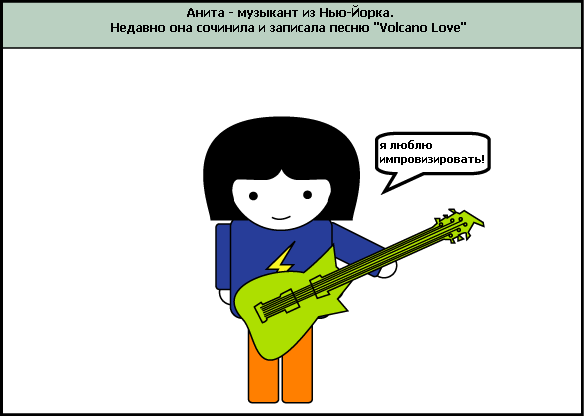 Анита - музыкант из Нью-Йорка.
Недавно она сочинила и записала песню "Volcano Love"
я люблю
импровизировать!